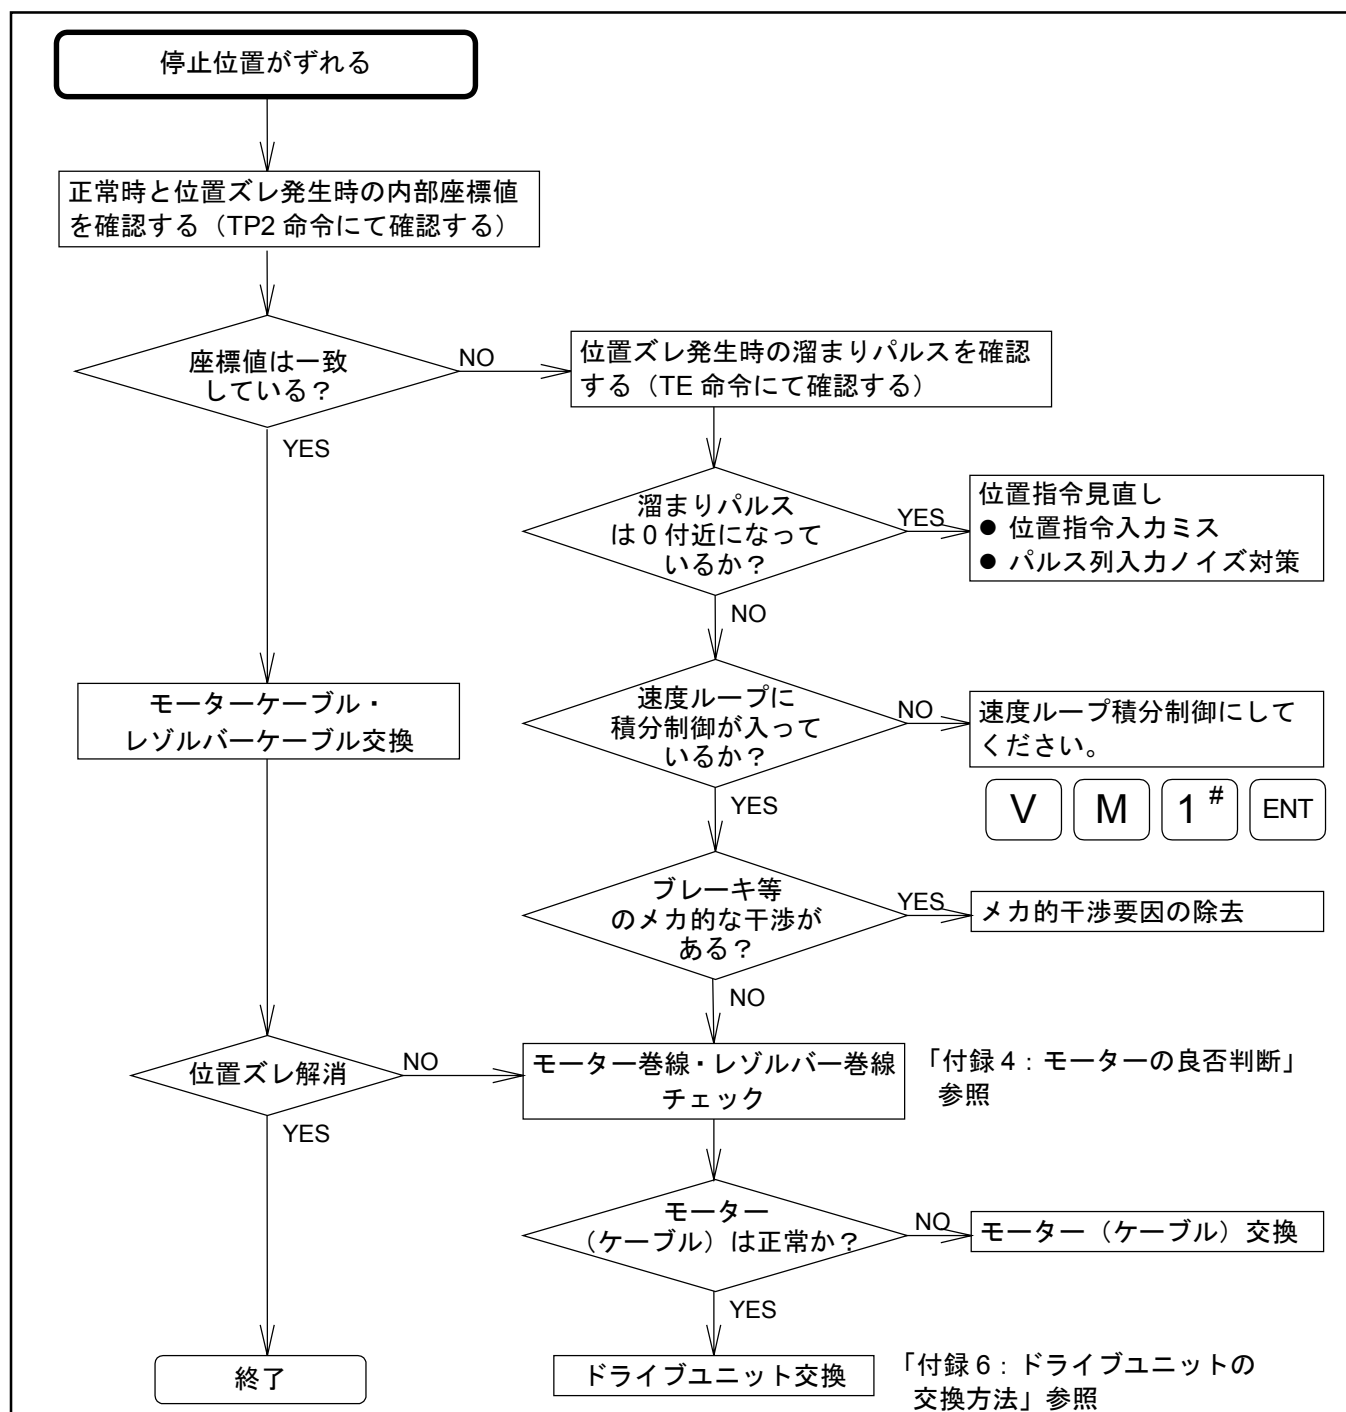 停止位置がずれる
正常時と位置ズレ発生時の内部座標値
を確認する（TP2 命令にて確認する）
座標値は一致
している？
NO
YES
位置ズレ発生時の溜まりパルスを確認
する（TE 命令にて確認する）
溜まりパルス
は 0 付近になって
いるか？
YES
NO
位置指令見直し
● 位置指令入力ミス
● パルス列入力ノイズ対策
モーターケーブル・
レゾルバーケーブル交換
速度ループに
積分制御が入って
いるか？
NO
YES
速度ループ積分制御にして
ください。
V M 1 # ENT
ブレーキ等
のメカ的な干渉が
ある？
YES
NO
メカ的干渉要因の除去
位置ズレ解消
NO
YES
モーター巻線・レゾルバー巻線
チェック
「付録 4：モーターの良否判断」
参照
モーター
（ケーブル）は正常か？
NO
YES
モーター（ケーブル）交換
終了
ドライブユニット交換
「付録 6：ドライブユニットの
交換方法」参照